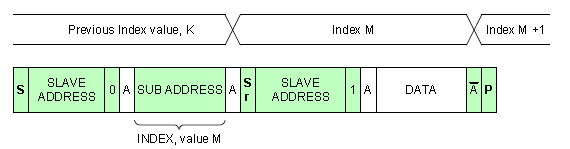 Previous Index value, K Index M Index M +1
S SLAVE ADDRESS 0 A SUB ADDRESS A Sr SLAVE ADDRESS 1 A DATA A̅ P
INDEX, value M